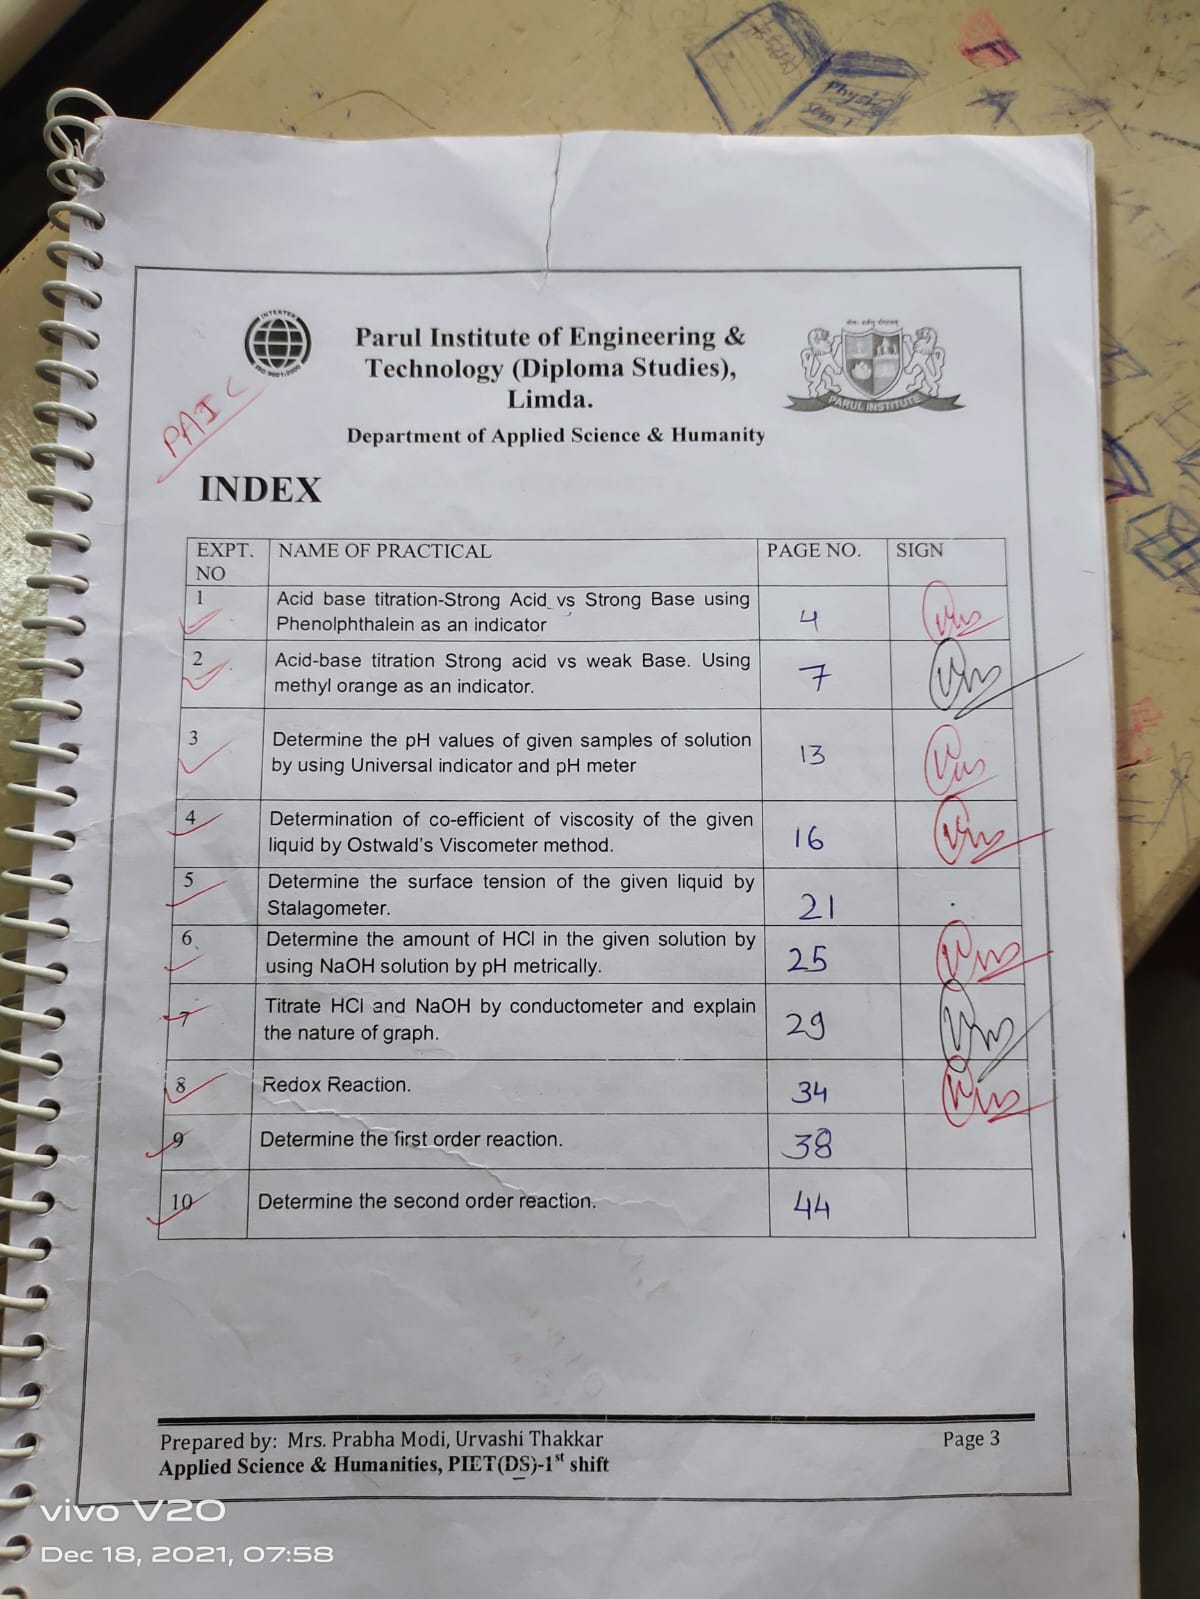 Physics
sem 1
INTERTEK
ISO 9001:2000
Parul Institute of Engineering &
Technology (Diploma Studies),
Limda.
Department of Applied Science & Humanity
PARUL INSTITUTE
INDEX
EXPT. NO NAME OF PRACTICAL PAGE NO. SIGN
1 Acid base titration-Strong Acid vs Strong Base using
Phenolphthalein as an indicator 4
2 Acid-base titration Strong acid vs weak Base. Using
methyl orange as an indicator. 7
3 Determine the pH values of given samples of solution
by using Universal indicator and pH meter 13
4 Determination of co-efficient of viscosity of the given
liquid by Ostwald's Viscometer method. 16
5 Determine the surface tension of the given liquid by
Stalagometer. 21
6 Determine the amount of HCl in the given solution by
using NaOH solution by pH metrically. 25
7 Titrate HCl and NaOH by conductometer and explain
the nature of graph. 29
8 Redox Reaction. 34
9 Determine the first order reaction. 38
10 Determine the second order reaction. 44
Prepared by: Mrs. Prabha Modi, Urvashi Thakkar Page 3
Applied Science & Humanities, PIET(DS)-1st shift
vivo V20
Dec 18, 2021, 07:58